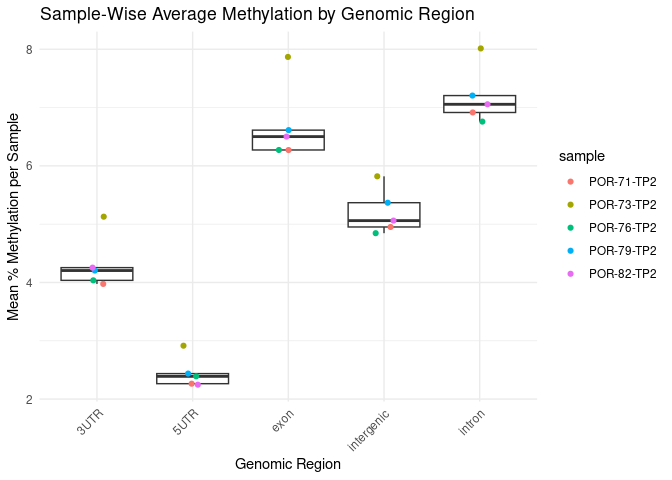 Sample-Wise Average Methylation by Genomic Region
Mean % Methylation per Sample
8
6
4
2
3UTR
5UTR
exon
intergenic
intron
Genomic Region
sample
POR-71-TP2
POR-73-TP2
POR-76-TP2
POR-79-TP2
POR-82-TP2